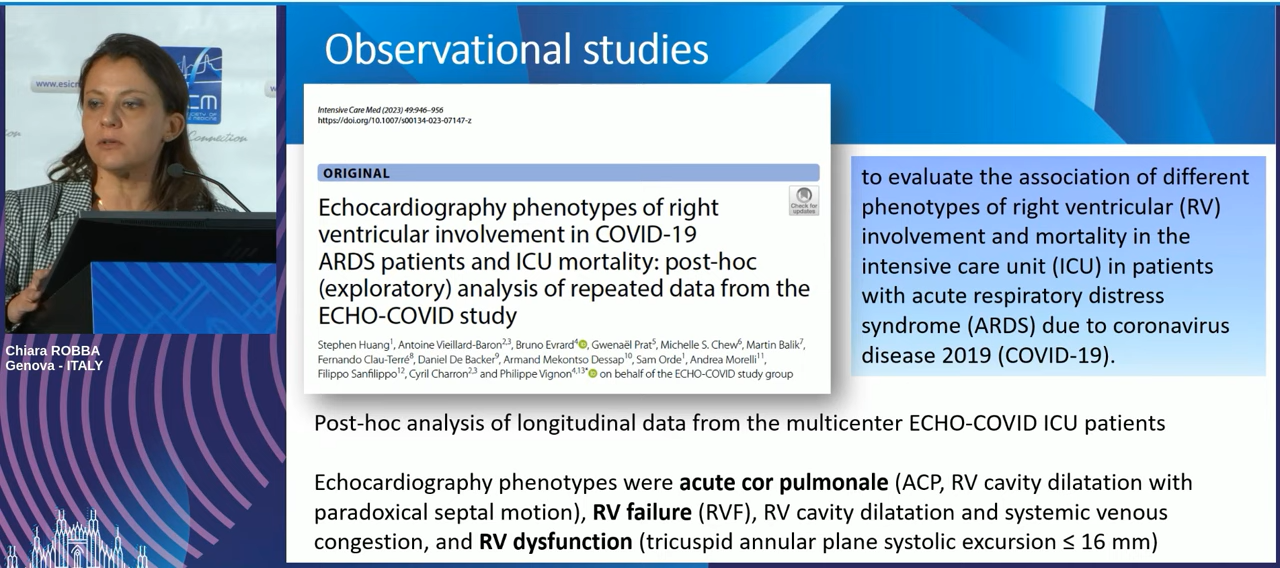 Observational studies
Intensive Care Med (2023) 49:946–956
https://doi.org/10.1007/s00134-023-07147-z
ORIGINAL
Check for
updates
Echocardiography phenotypes of right
ventricular involvement in COVID-19
ARDS patients and ICU mortality: post-hoc
(exploratory) analysis of repeated data from the
ECHO-COVID study
Stephen Huang1, Antoine Vieillard-Baron2,3, Bruno Evrard4, Gwenaël Prat5, Michelle S. Chew6, Martin Balik7,
Fernando Clau-Terré8, Daniel De Backer9, Armand Mekontso Dessap10, Sam Orde1, Andrea Morelli11,
Filippo Sanfilippo12, Cyril Charron2,3 and Philippe Vignon4,13* on behalf of the ECHO-COVID study group
to evaluate the association of different
phenotypes of right ventricular (RV)
involvement and mortality in the
intensive care unit (ICU) in patients
with acute respiratory distress
syndrome (ARDS) due to coronavirus
disease 2019 (COVID-19).
Post-hoc analysis of longitudinal data from the multicenter ECHO-COVID ICU patients
Echocardiography phenotypes were acute cor pulmonale (ACP, RV cavity dilatation with
paradoxical septal motion), RV failure (RVF), RV cavity dilatation and systemic venous
congestion, and RV dysfunction (tricuspid annular plane systolic excursion ≤ 16 mm)
www.esicm
CM
Connection
Chiara ROBBA
Genova - ITALY